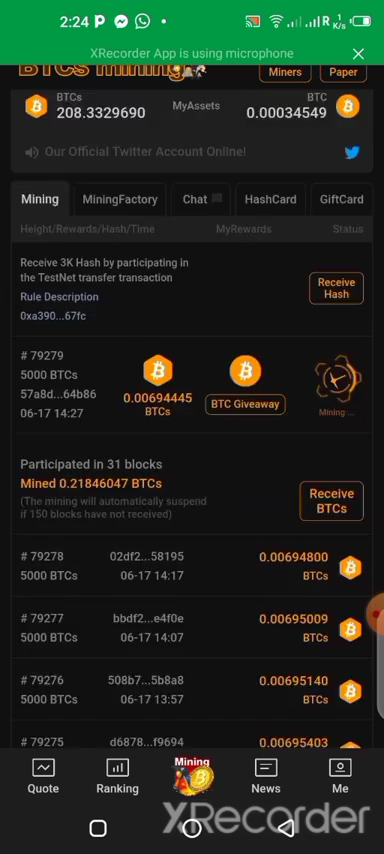 2:24 P
R 1 K/s
XRecorder App is using microphone
BTCs mining
Miners
Paper
BTCs
208.3329690
MyAssets
BTC
0.00034549
Our Official Twitter Account Online!
Mining
MiningFactory
Chat
HashCard
GiftCard
Height/Rewards/Hash/Time
MyRewards
Status
Receive 3K Hash by participating in
the TestNet transfer transaction
Rule Description
0xa390...67fc
Receive
Hash
# 79279
5000 BTCs
57a8d...64b86
06-17 14:27
0.00694445
BTCs
BTC Giveaway
Mining ...
Participated in 31 blocks
Mined 0.21846047 BTCs
(The mining will automatically suspend
if 150 blocks have not received)
Receive
BTCs
# 79278
02df2...58195
0.00694800
5000 BTCs
06-17 14:17
BTCs
# 79277
bbdf2...e4f0e
0.00695009
5000 BTCs
06-17 14:07
BTCs
# 79276
508b7...5b8a8
0.00695140
5000 BTCs
06-17 13:57
BTCs
# 79275
d6878...f9694
0.00695403
Mining
Quote
Ranking
News
Me
XRecorder